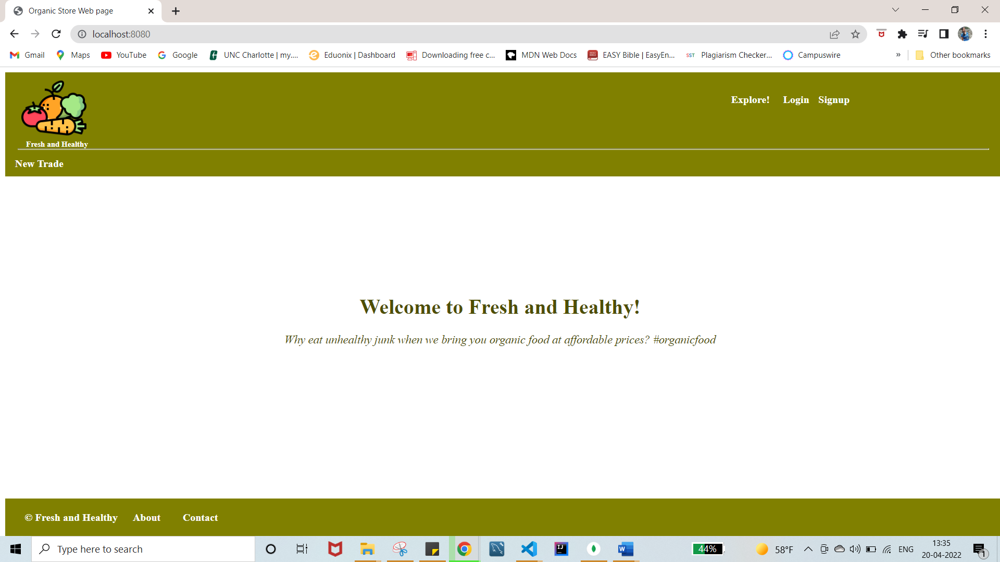 Organic Store Web page
localhost:8080
Gmail Maps YouTube Google UNC Charlotte | my.... Eduonix | Dashboard Downloading free c... MDN Web Docs EASY Bible | EasyEn... SST Plagiarism Checker... Campuswire » Other bookmarks
Explore! Login Signup
Fresh and Healthy
New Trade
Welcome to Fresh and Healthy!
Why eat unhealthy junk when we bring you organic food at affordable prices? #organicfood
© Fresh and Healthy About Contact
Type here to search
44%
58°F
ENG
13:35
20-04-2022
1